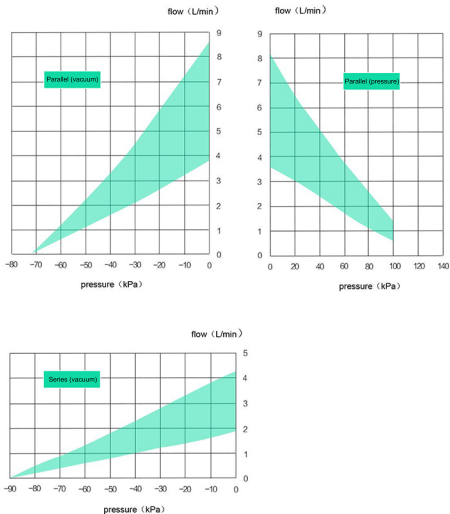 flow（L/min）
9
8
7
6
5
4
3
2
1
0
Parallel (vacuum)
−80 −70 −60 −50 −40 −30 −20 −10 0
pressure（kPa）
flow（L/min）
9
8
7
6
5
4
3
2
1
0
Parallel (pressure)
0 20 40 60 80 100 120 140
pressure（kPa）
flow（L/min）
5
4
3
2
1
0
Series (vacuum)
−90 −80 −70 −60 −50 −40 −30 −20 −10 0
pressure（kPa）